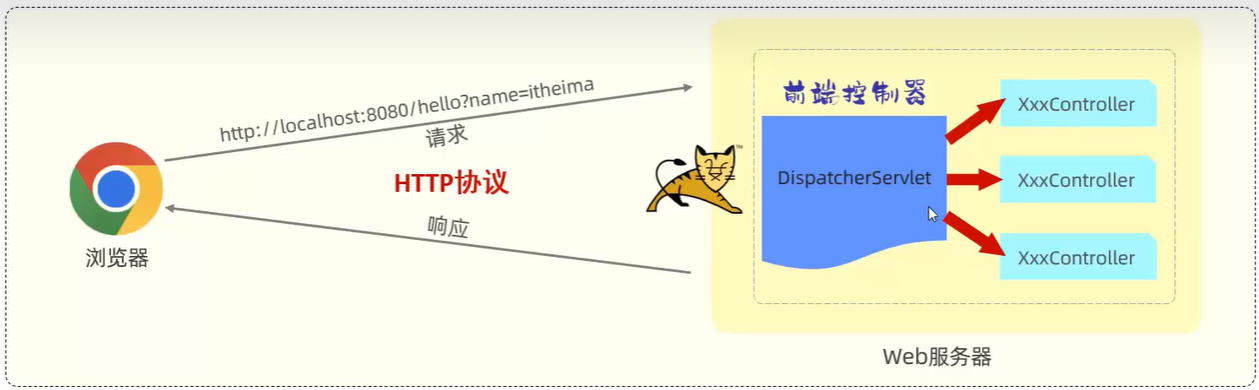 http://localhost:8080/hello?name=itheima
请求
HTTP协议
响应
浏览器
前端控制器
DispatcherServlet
XxxController
XxxController
XxxController
Web服务器